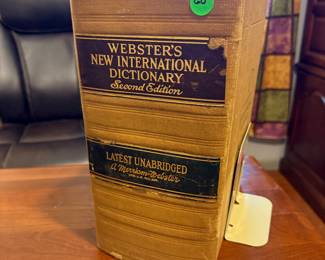 WEBSTER'S
NEW INTERNATIONAL
DICTIONARY
Second Edition
LATEST UNABRIDGED
A Merriam-Webster